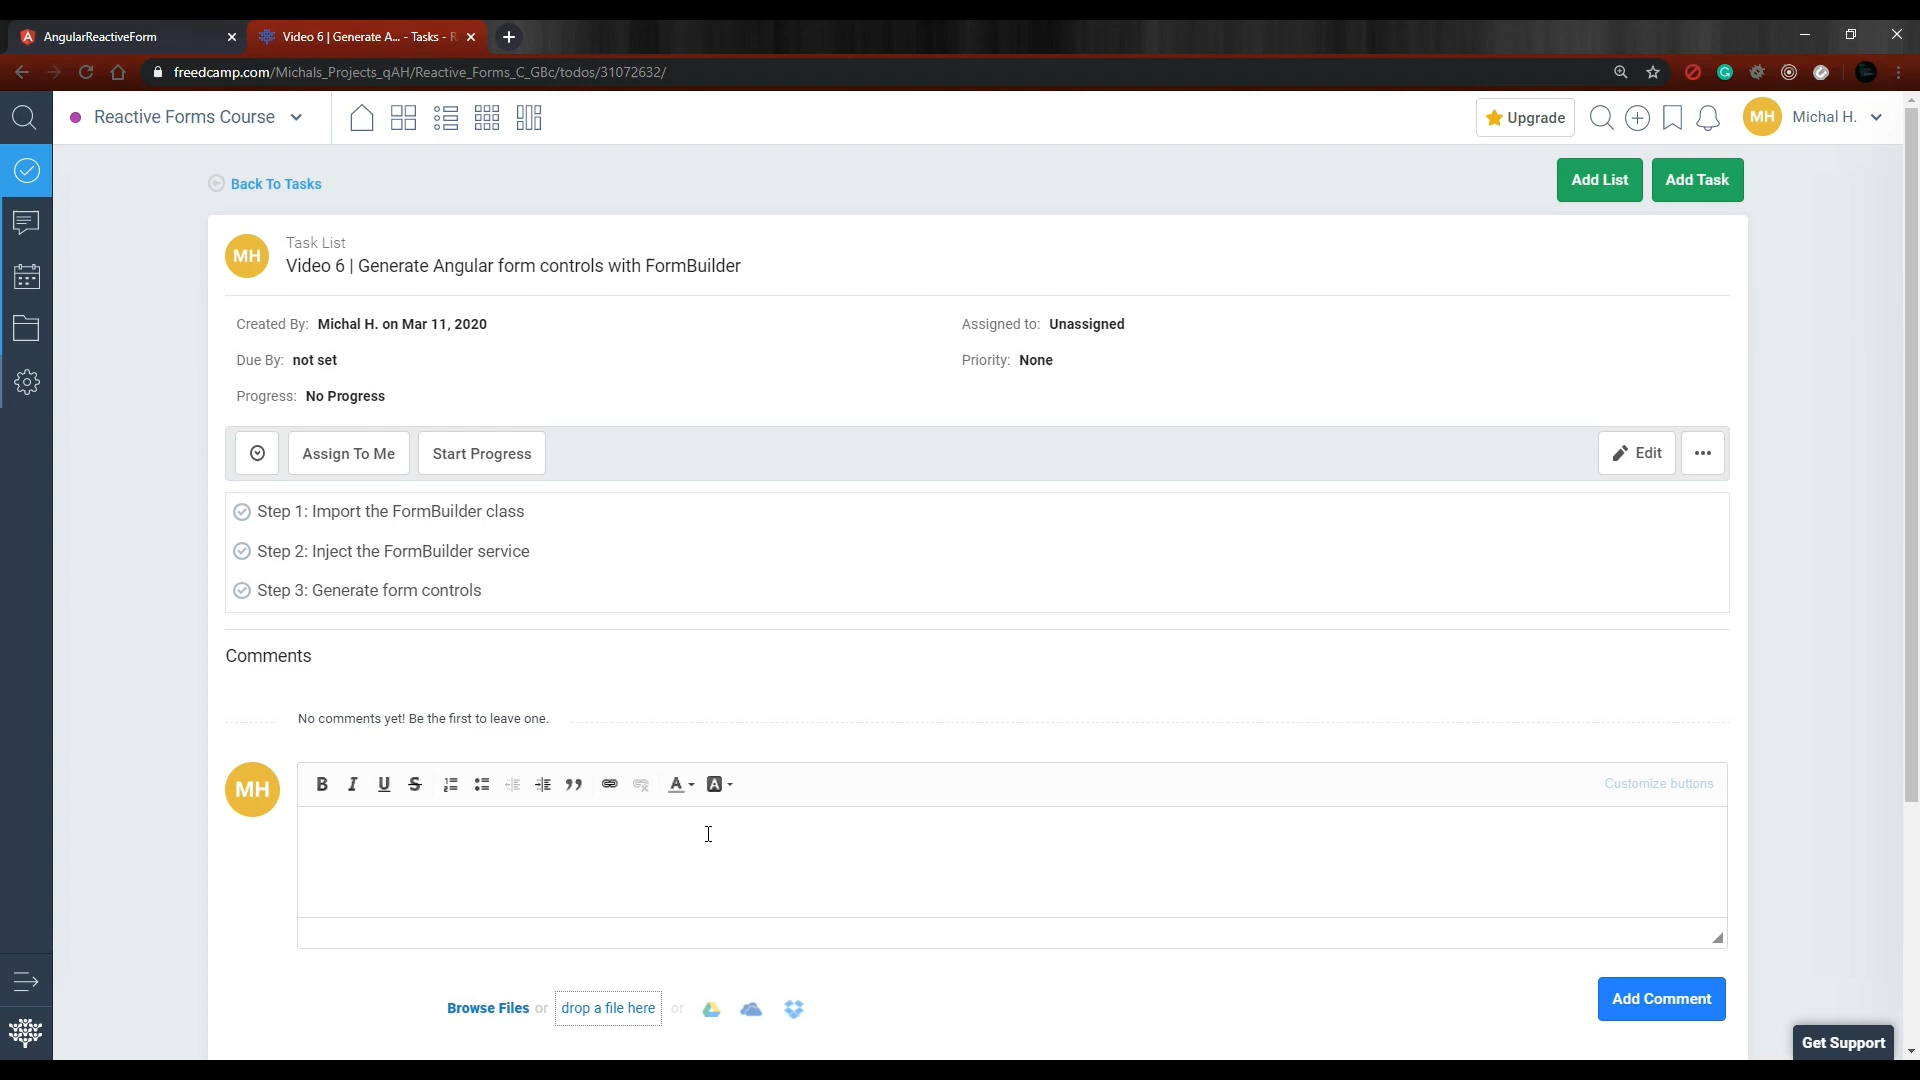 AngularReactiveForm
Video 6 | Generate A... - Tasks - R
freedcamp.com/Michals_Projects_qAH/Reactive_Forms_C_GBc/todos/31072632/
Reactive Forms Course
Upgrade
MH
Michal H.
Back To Tasks
Add List
Add Task
MH
Task List
Video 6 | Generate Angular form controls with FormBuilder
Created By: Michal H. on Mar 11, 2020
Assigned to: Unassigned
Due By: not set
Priority: None
Progress: No Progress
Assign To Me
Start Progress
Edit
Step 1: Import the FormBuilder class
Step 2: Inject the FormBuilder service
Step 3: Generate form controls
Comments
No comments yet! Be the first to leave one.
MH
B I U S
A A
Customize buttons
Browse Files or drop a file here or
Add Comment
Get Support